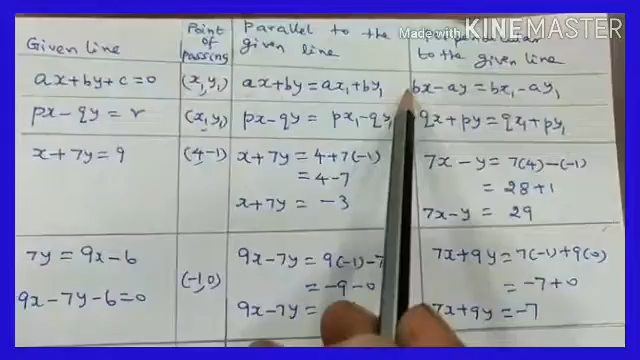 Made with KINEMASTER
Given line
Point of passing
Parallel to the given line
to the given line
ax+by+c=0 (x,y,) ax+by=ax₁+by₁ bx-ay=bx₁-ay₁
px-qy=r (x₁y₁) px-qy= px₁-qy₁ qx+py=qx₁+py₁
x+7y=9 (4,-1) x+7y=4+7(-1) 7x-y=7(4)-(-1)
=4-7 =28+1
x+7y= -3 7x-y= 29
7y=9x-6 (-1,0) 9x-7y=9(-1)-7 7x+9y=7(-1)+9(0)
=-9-0 =-7+0
9x-7y-6=0 9x-7y= 7x+9y=-7